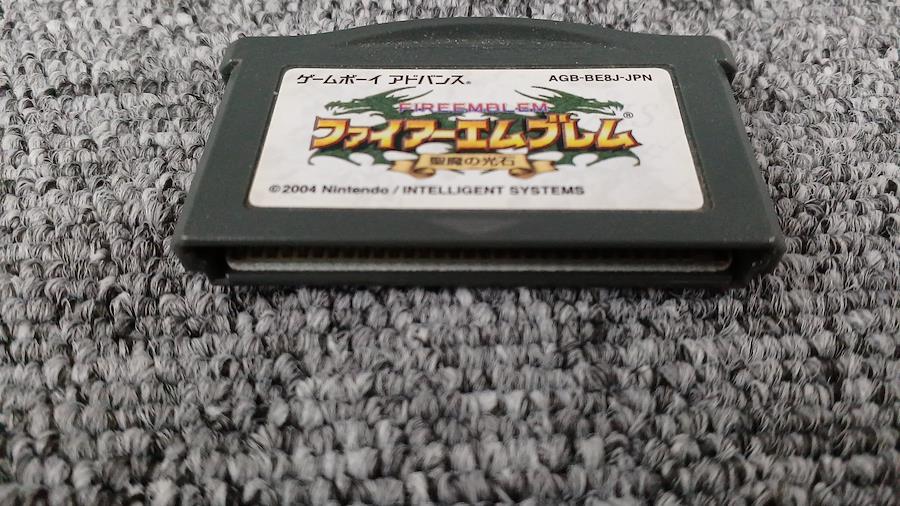 ゲームボーイ アドバンス®
AGB-BE8J-JPN
FIREEMBLEM
ファイアーエムブレム®
聖魔の光石
©2004 Nintendo / INTELLIGENT SYSTEMS